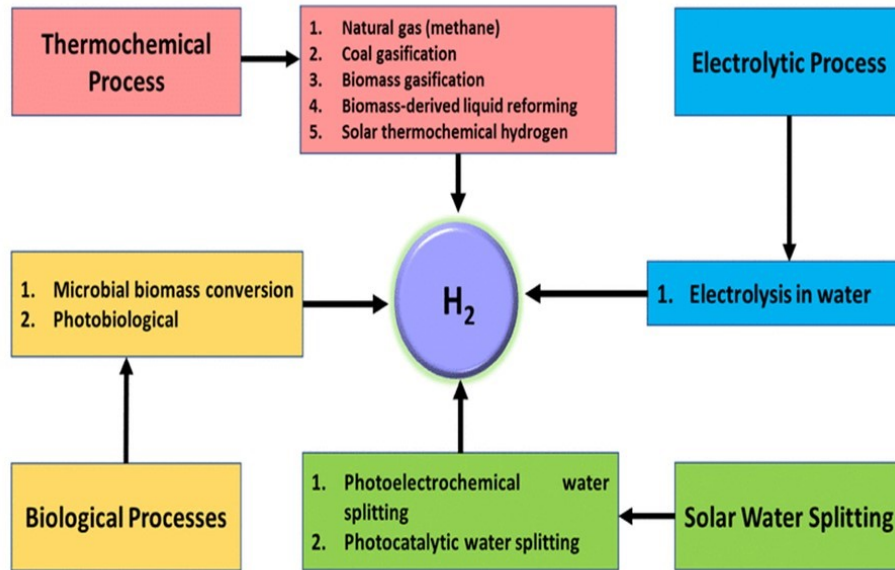 Thermochemical
Process
1. Natural gas (methane)
2. Coal gasification
3. Biomass gasification
4. Biomass-derived liquid reforming
5. Solar thermochemical hydrogen
Electrolytic Process
1. Microbial biomass conversion
2. Photobiological
H₂
1. Electrolysis in water
Biological Processes
1. Photoelectrochemical water
splitting
2. Photocatalytic water splitting
Solar Water Splitting